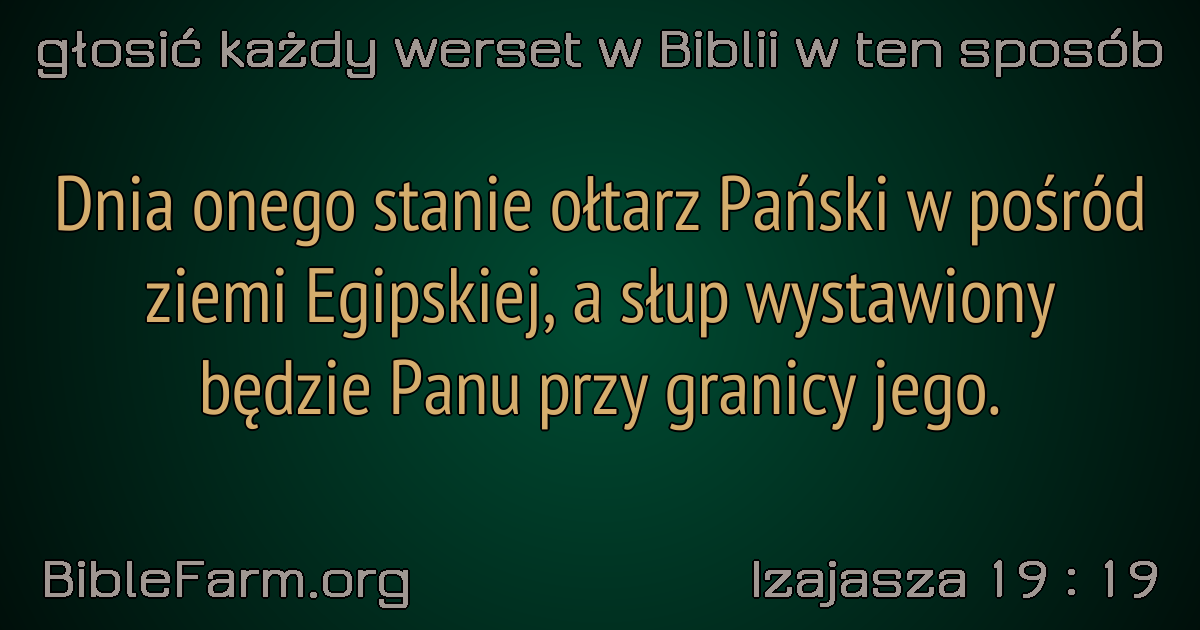 głosić każdy werset w Biblii w ten sposób
Dnia onego stanie ołtarz Pański w pośród
ziemi Egipskiej, a słup wystawiony
będzie Panu przy granicy jego.
BibleFarm.org
Izajasza 19 : 19